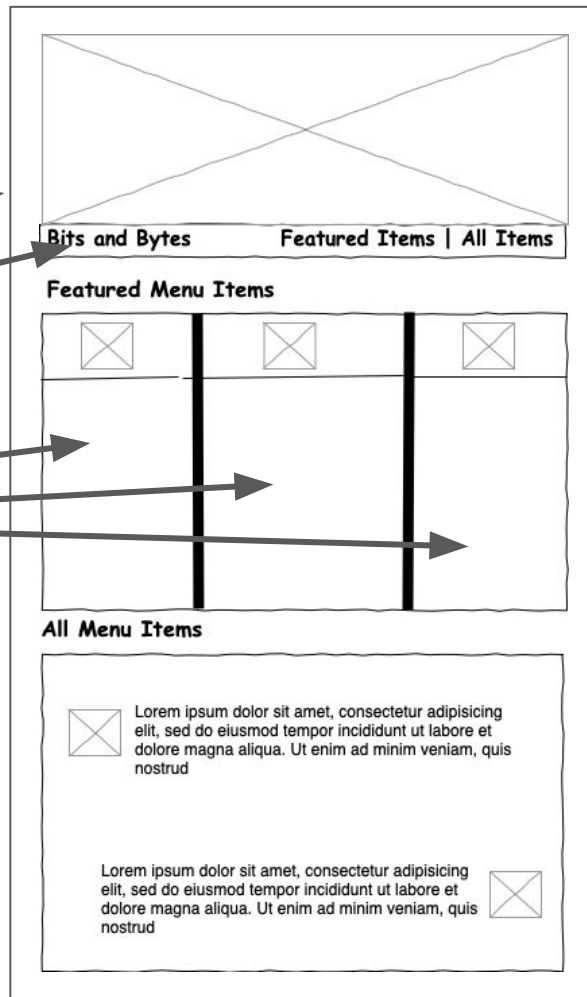 Bits and Bytes Featured Items | All Items
Featured Menu Items
All Menu Items
Lorem ipsum dolor sit amet, consectetur adipisicing
elit, sed do eiusmod tempor incididunt ut labore et
dolore magna aliqua. Ut enim ad minim veniam, quis
nostrud
Lorem ipsum dolor sit amet, consectetur adipisicing
elit, sed do eiusmod tempor incididunt ut labore et
dolore magna aliqua. Ut enim ad minim veniam, quis
nostrud